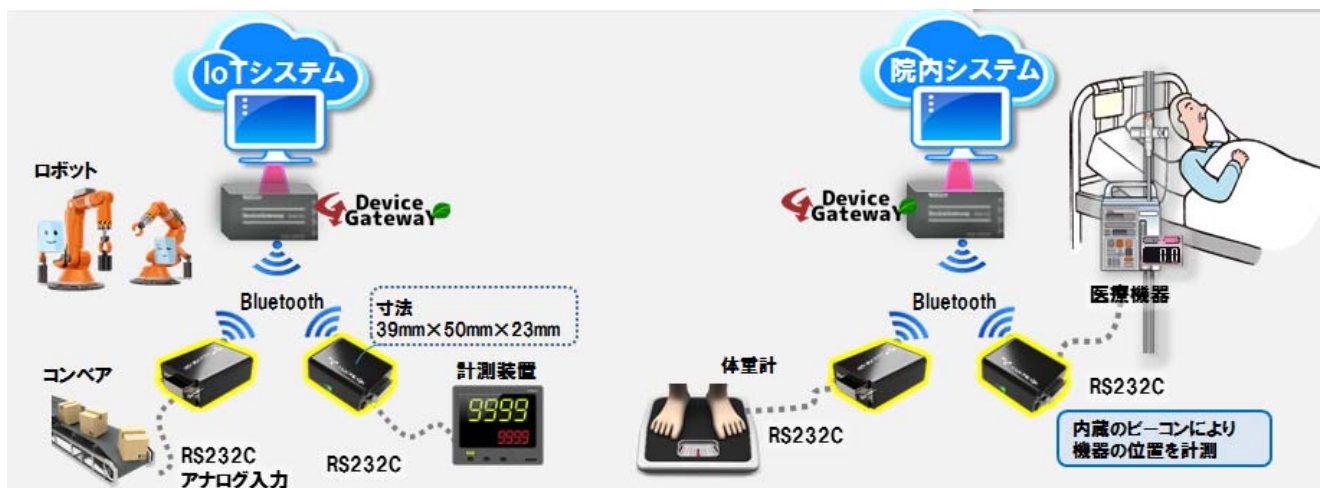 IoTシステム
ロボット
Device
GatewaY
Bluetooth
寸法
39mm×50mm×23mm
コンベア
計測装置
9999
9999
RS232C
アナログ入力
RS232C
院内システム
Device
GatewaY
Bluetooth
医療機器
体重計
RS232C
RS232C
内蔵のビーコンにより
機器の位置を計測